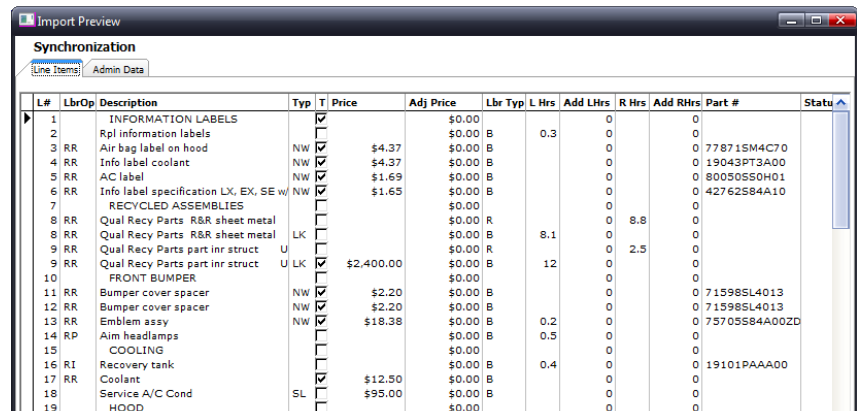 Import Preview
Synchronization
Line Items Admin Data
L# LbrOp Description Typ T Price Adj Price Lbr Typ L Hrs Add LHrs R Hrs Add RHrs Part # Statu
1 INFORMATION LABELS $0.00 0 0
2 Rpl information labels $0.00 B 0.3 0 0
3 RR Air bag label on hood NW $4.37 $0.00 B 0 0 77871SM4C70
4 RR Info label coolant NW $4.37 $0.00 B 0 0 19043PT3A00
5 RR AC label NW $1.69 $0.00 B 0 0 80050SS0H01
6 RR Info label specification LX, EX, SE w/ NW $1.65 $0.00 B 0 0 42762S84A10
7 RECYCLED ASSEMBLIES $0.00 0 0
8 RR Qual Recy Parts R&R sheet metal $0.00 R 0 8.8 0
8 RR Qual Recy Parts R&R sheet metal LK $0.00 B 8.1 0 0
9 RR Qual Recy Parts part inr struct U $0.00 R 0 2.5 0
9 RR Qual Recy Parts part inr struct U LK $2,400.00 $0.00 B 12 0 0
10 FRONT BUMPER $0.00 0 0
11 RR Bumper cover spacer NW $2.20 $0.00 B 0 0 71598SL4013
12 RR Bumper cover spacer NW $2.20 $0.00 B 0 0 71598SL4013
13 RR Emblem assy NW $18.38 $0.00 B 0.2 0 0 75705S84A00ZD
14 RP Aim headlamps $0.00 B 0.5 0 0
15 COOLING $0.00 0 0
16 RI Recovery tank $0.00 B 0.4 0 0 19101PAAA00
17 RR Coolant $12.50 $0.00 B 0 0
18 Service A/C Cond SL $95.00 $0.00 B 0 0
19 HOOD $0.00 0 0